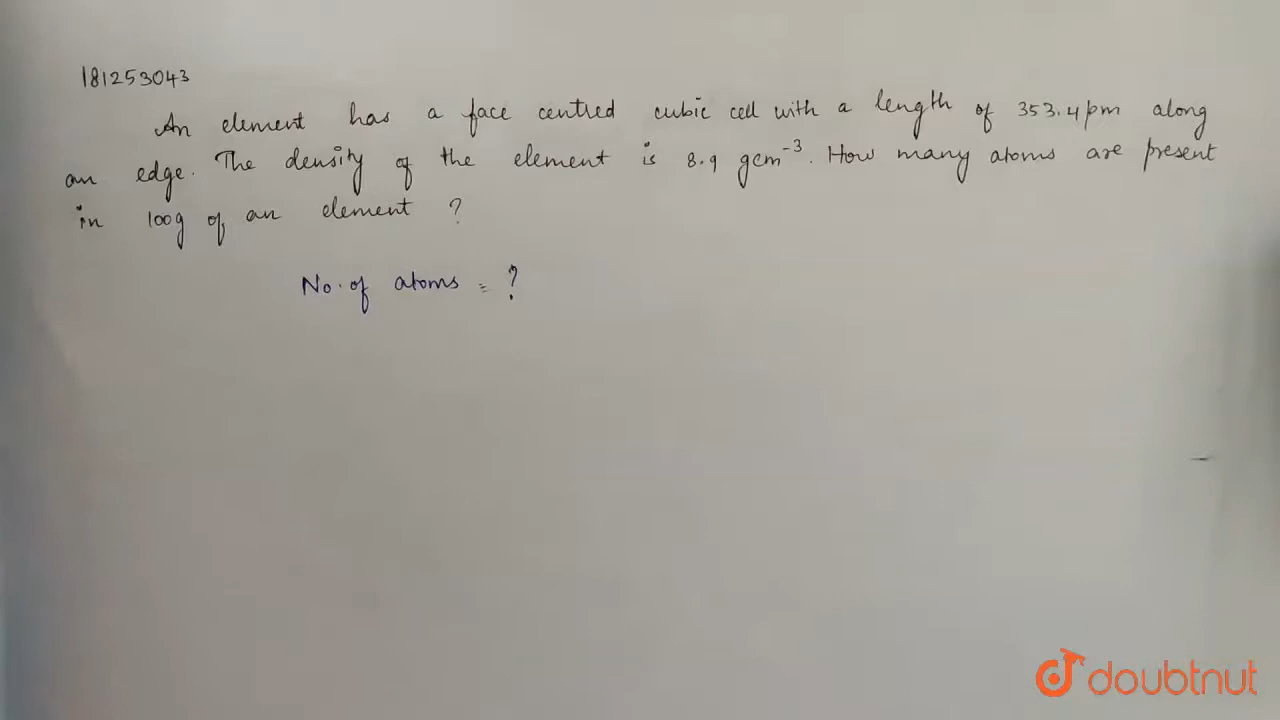 181253043
An element has a face centred cubic cell with a length of 353.4pm along
an edge. The density of the element is 8.9 gcm⁻³. How many atoms are present
in 100g of an element ?
No. of atoms = ?
doubtnut